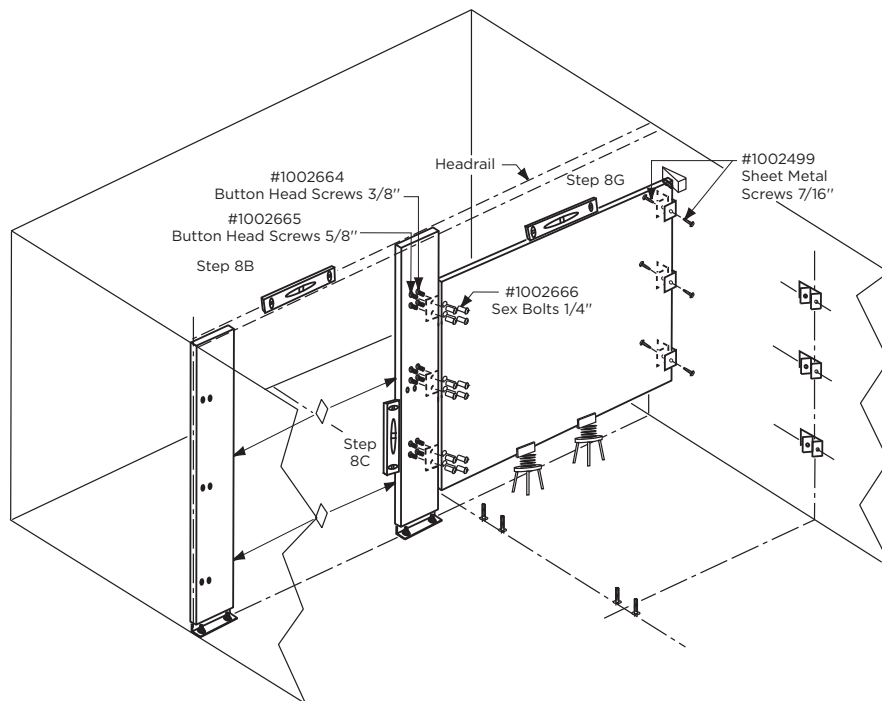 Headrail
#1002664
Button Head Screws 3/8"
#1002665
Button Head Screws 5/8"
Step 8B
Step 8G
#1002499
Sheet Metal
Screws 7/16"
#1002666
Sex Bolts 1/4"
Step
8C